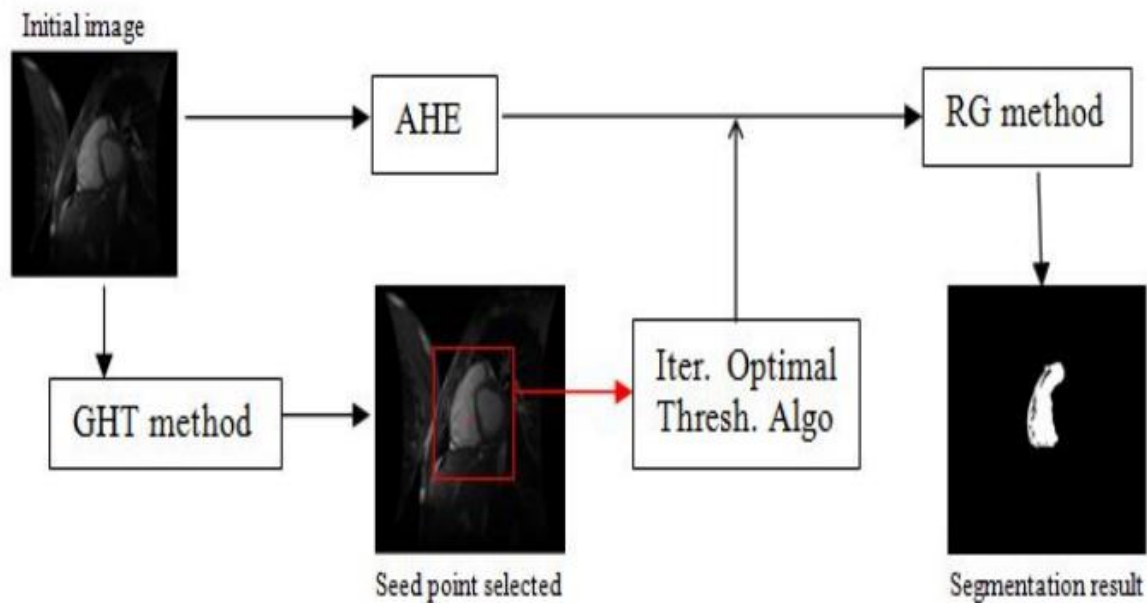 Initial image
AHE
RG method
GHT method
Iter. Optimal
Thresh. Algo
Seed point selected
Segmentation result